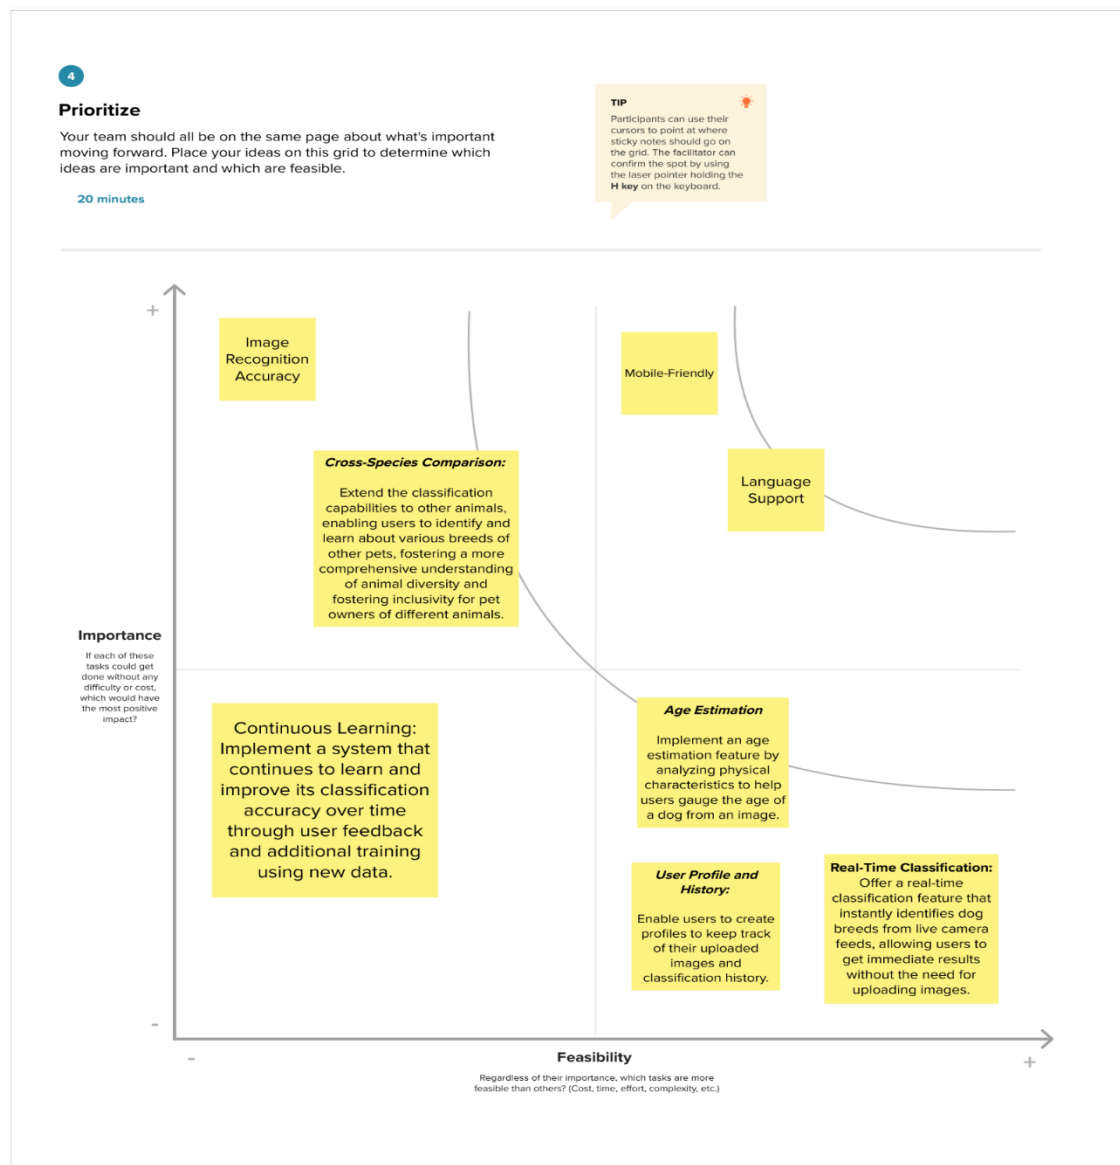 4
Prioritize
Your team should all be on the same page about what's important
moving forward. Place your ideas on this grid to determine which
ideas are important and which are feasible.
20 minutes
TIP
Participants can use their
cursors to point at where
sticky notes should go on
the grid. The facilitator can
confirm the spot by using
the laser pointer holding the
H key on the keyboard.
+
Image
Recognition
Accuracy
Mobile-Friendly
Cross-Species Comparison:
Extend the classification
capabilities to other animals,
enabling users to identify and
learn about various breeds of
other pets, fostering a more
comprehensive understanding
of animal diversity and
fostering inclusivity for pet
owners of different animals.
Language
Support
Importance
If each of these
tasks could get
done without any
difficulty or cost,
which would have
the most positive
impact?
Continuous Learning:
Implement a system that
continues to learn and
improve its classification
accuracy over time
through user feedback
and additional training
using new data.
Age Estimation
Implement an age
estimation feature by
analyzing physical
characteristics to help
users gauge the age of
a dog from an image.
User Profile and
History:
Enable users to create
profiles to keep track
of their uploaded
images and
classification history.
Real-Time Classification:
Offer a real-time
classification feature that
instantly identifies dog
breeds from live camera
feeds, allowing users to
get immediate results
without the need for
uploading images.
-
-
Feasibility
+
Regardless of their importance, which tasks are more
feasible than others? (Cost, time, effort, complexity, etc.)